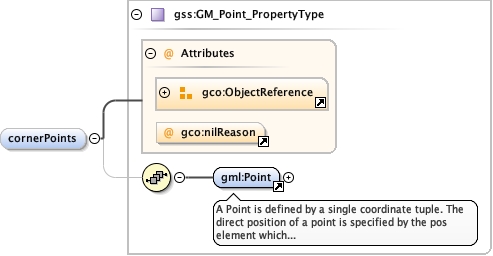 gss:GM_Point_PropertyType
@ Attributes
gco:ObjectReference
@ gco:nilReason
cornerPoints
gml:Point
A Point is defined by a single coordinate tuple. The
direct position of a point is specified by the pos
element which...